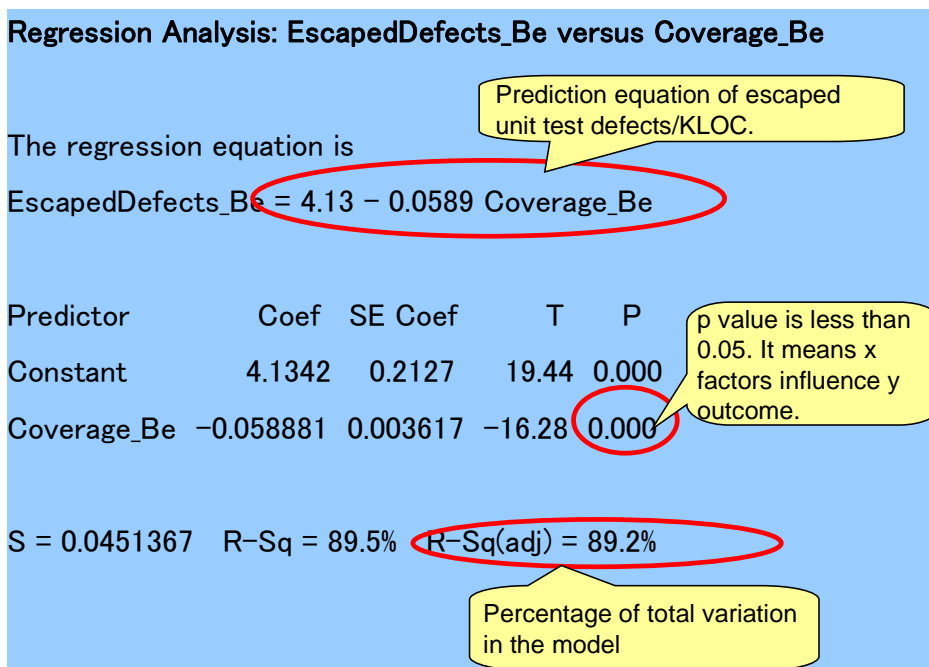 Regression Analysis: EscapedDefects_Be versus Coverage_Be
Prediction equation of escaped
unit test defects/KLOC.
The regression equation is
EscapedDefects_Be = 4.13 - 0.0589 Coverage_Be
Predictor Coef SE Coef T P
Constant 4.1342 0.2127 19.44 0.000
Coverage_Be -0.058881 0.003617 -16.28 0.000
p value is less than
0.05. It means x
factors influence y
outcome.
S = 0.0451367 R-Sq = 89.5% R-Sq(adj) = 89.2%
Percentage of total variation
in the model